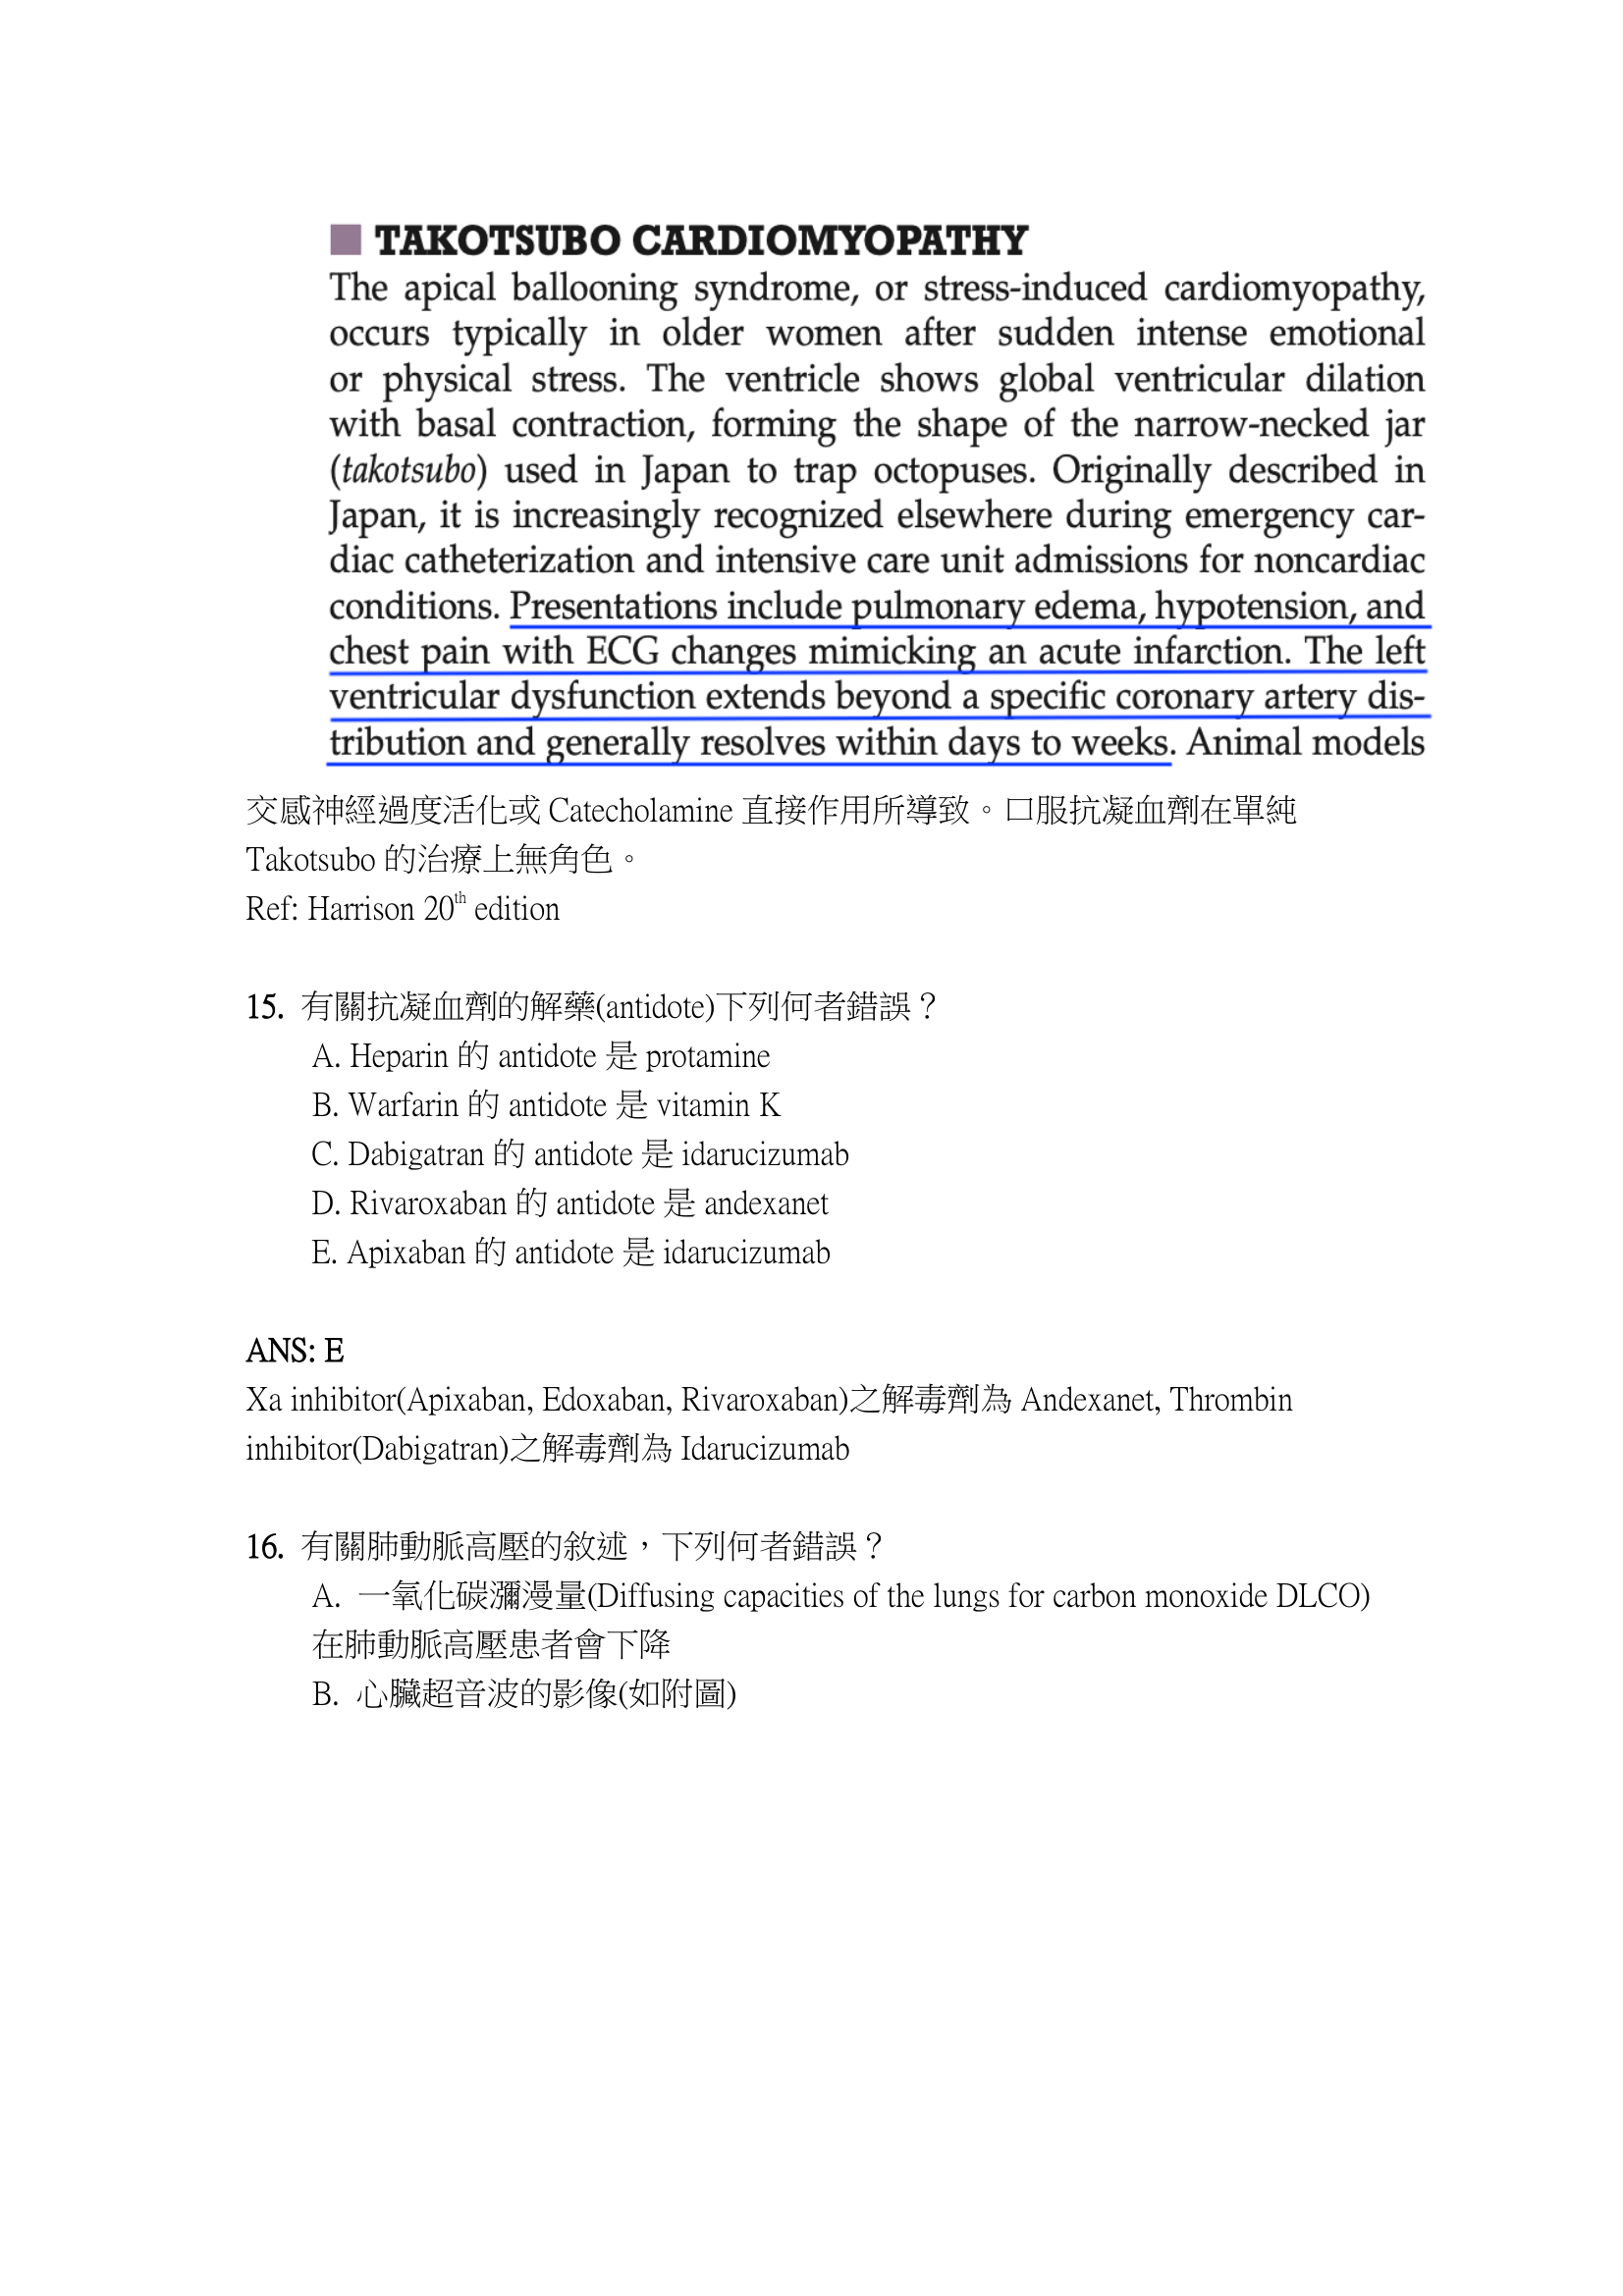 TAKOTSUBO CARDIOMYOPATHY
The apical ballooning syndrome, or stress-induced cardiomyopathy,
occurs typically in older women after sudden intense emotional
or physical stress. The ventricle shows global ventricular dilation
with basal contraction, forming the shape of the narrow-necked jar
(takotsubo) used in Japan to trap octopuses. Originally described in
Japan, it is increasingly recognized elsewhere during emergency car-
diac catheterization and intensive care unit admissions for noncardiac
conditions. Presentations include pulmonary edema, hypotension, and
chest pain with ECG changes mimicking an acute infarction. The left
ventricular dysfunction extends beyond a specific coronary artery dis-
tribution and generally resolves within days to weeks. Animal models
交感神經過度活化或 Catecholamine 直接作用所導致。口服抗凝血劑在單純
Takotsubo 的治療上無角色。
Ref: Harrison 20th edition
15. 有關抗凝血劑的解藥(antidote)下列何者錯誤？
A. Heparin 的 antidote 是 protamine
B. Warfarin 的 antidote 是 vitamin K
C. Dabigatran 的 antidote 是 idarucizumab
D. Rivaroxaban 的 antidote 是 andexanet
E. Apixaban 的 antidote 是 idarucizumab
ANS: E
Xa inhibitor(Apixaban, Edoxaban, Rivaroxaban)之解毒劑為 Andexanet, Thrombin
inhibitor(Dabigatran)之解毒劑為 Idarucizumab
16. 有關肺動脈高壓的敘述，下列何者錯誤？
A. 一氧化碳瀰漫量(Diffusing capacities of the lungs for carbon monoxide DLCO)
在肺動脈高壓患者會下降
B. 心臟超音波的影像(如附圖)